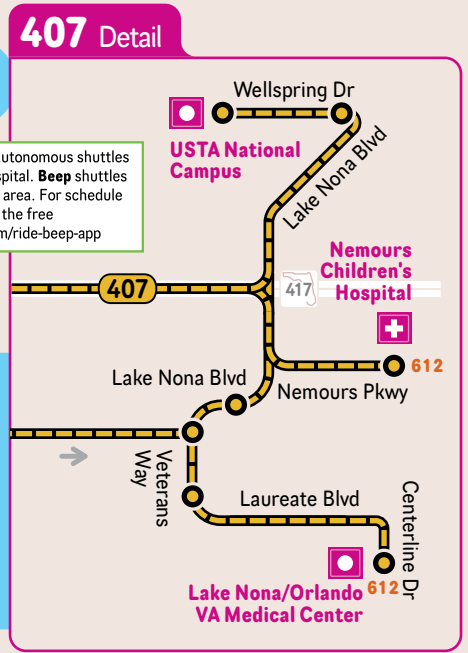 407 Detail
Wellspring Dr
USTA National
Campus
Lake Nona Blvd
shuttles
Beep shuttles
area. For schedule
the free
/ride-beep-app
Nemours
Children's
Hospital
417
407
612
Lake Nona Blvd
Nemours Pkwy
Veterans
Way
Laureate Blvd
Centerline Dr
612
Lake Nona/Orlando
VA Medical Center